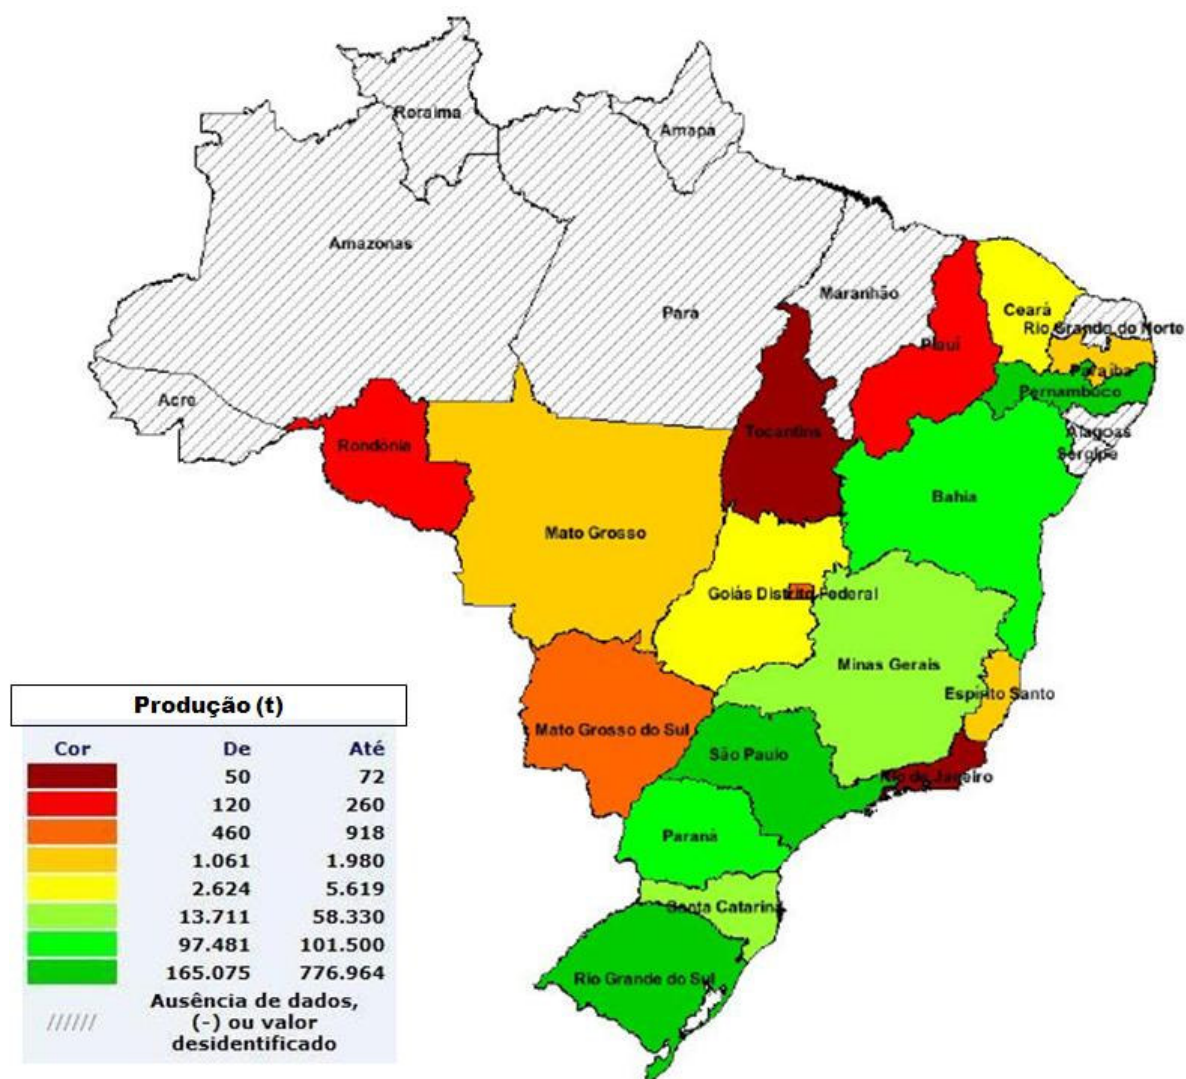 Roraima
Amapá
Amazonas
Pará
Maranhão
Ceará
Rio Grande do Norte
Piauí
Paraíba
Pernambuco
Acre
Rondônia
Tocantins
Alagoas
Sergipe
Bahia
Mato Grosso
Goiás Distrito Federal
Minas Gerais
Espírito Santo
Mato Grosso do Sul
São Paulo
Rio de Janeiro
Paraná
Santa Catarina
Rio Grande do Sul
Produção (t)
Cor De Até
50 72
120 260
460 918
1.061 1.980
2.624 5.619
13.711 58.330
97.481 101.500
165.075 776.964
Ausência de dados,
(-) ou valor
desidentificado